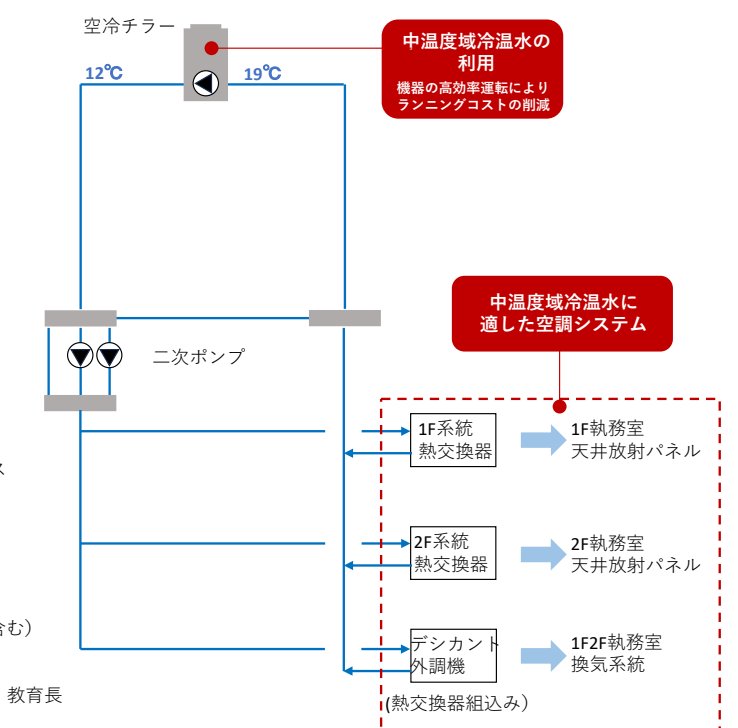 空冷チラー
12℃
19℃
中温度域冷温水の
利用
機器の高効率運転により
ランニングコストの削減
中温度域冷温水に
適した空調システム
二次ポンプ
1F系統
熱交換器
1F執務室
天井放射パネル
ス
2F系統
熱交換器
2F執務室
天井放射パネル
含む）
デシカント
外調機
1F2F執務室
換気系統
教育長
(熱交換器組込み）